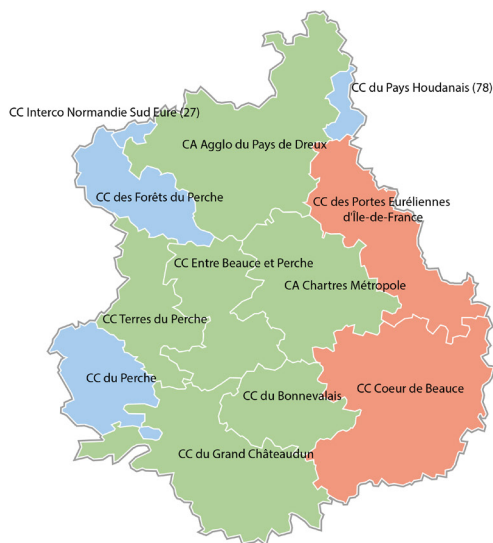 CC du Pays Houdanais (78)
CC Interco Normandie Sud Eure (27)
CA Agglo du Pays de Dreux
CC des Forêts du Perche
CC des Portes Euréliennes
d'Île-de-France
CC Entre Beauce et Perche
CA Chartres Métropole
CC Terres du Perche
CC du Perche
CC du Bonnevalais
CC Coeur de Beauce
CC du Grand Châteaudun